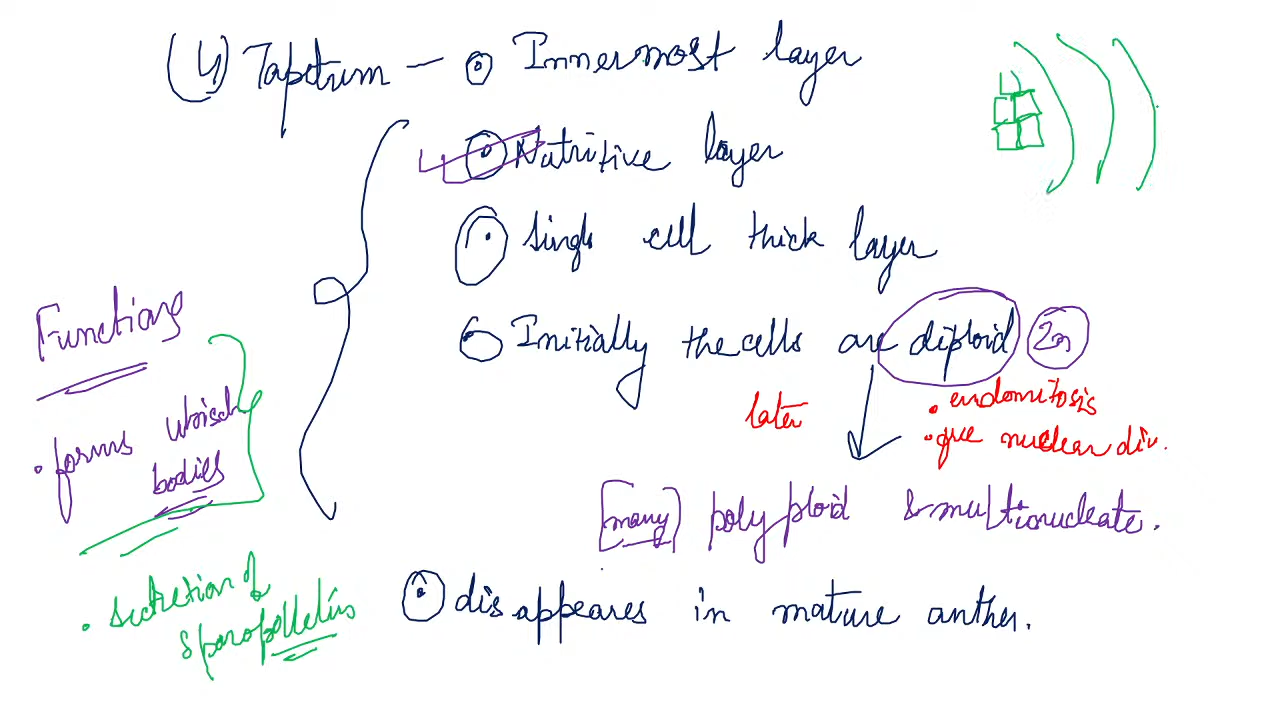 (4) Tapetum — Innermost layer
Nutritive layer
Single cell thick layer
Initially the cells are diploid 2n
later
• endomitosis
• free nuclear div.
[many] polyploid & multinucleate.
disappeares in mature anther.
Functions
• forms Ubisch
bodies
• secretion of
sporopollenin